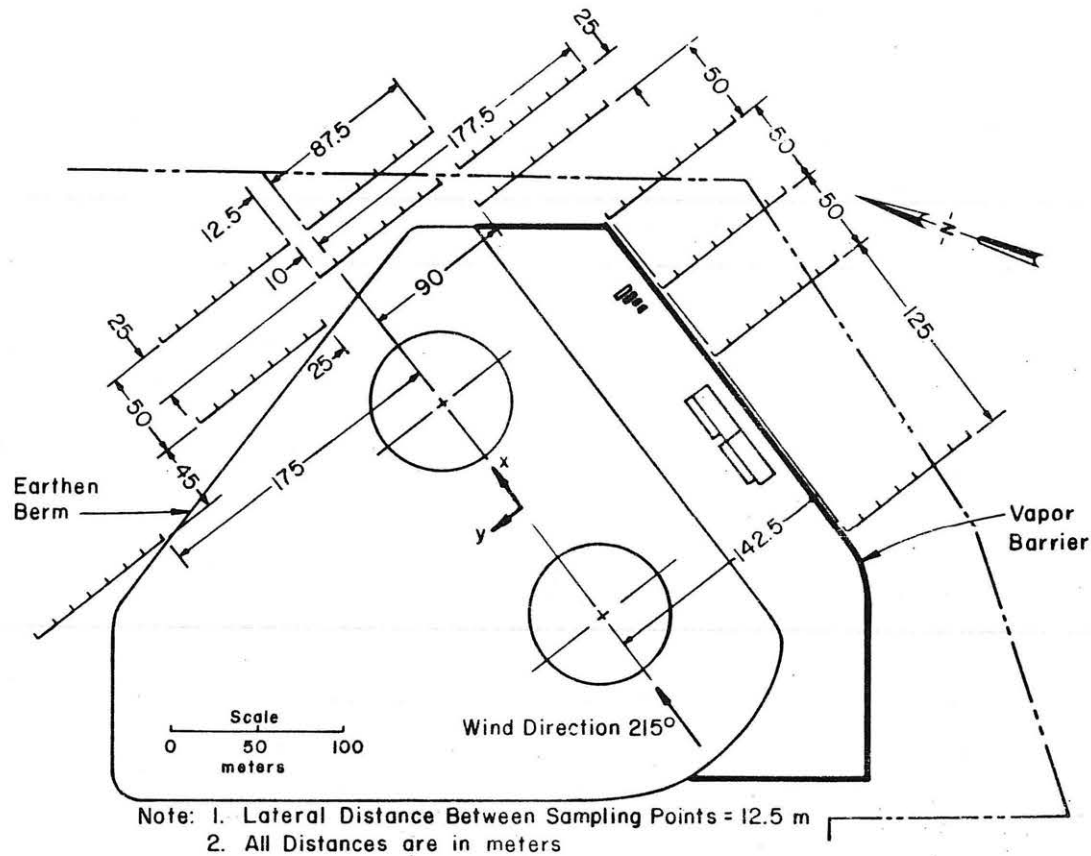 25
50
177.5
87.5
50
12.5
50
N
10
90
125
25
25
50
175
45
x
Earthen
Berm
y
142.5
Vapor
Barrier
Scale
0 50 100
meters
Wind Direction 215º
Note: 1. Lateral Distance Between Sampling Points = 12.5 m
2. All Distances are in meters